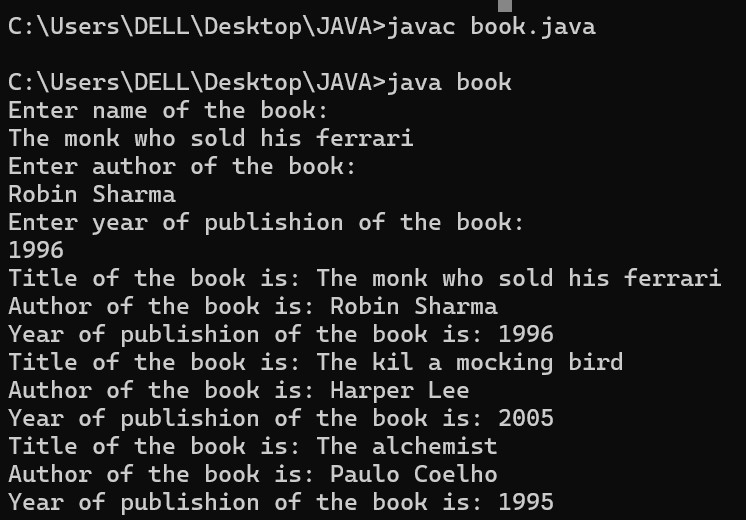 C:\Users\DELL\Desktop\JAVA>javac book.java
C:\Users\DELL\Desktop\JAVA>java book
Enter name of the book:
The monk who sold his ferrari
Enter author of the book:
Robin Sharma
Enter year of publishion of the book:
1996
Title of the book is: The monk who sold his ferrari
Author of the book is: Robin Sharma
Year of publishion of the book is: 1996
Title of the book is: The kil a mocking bird
Author of the book is: Harper Lee
Year of publishion of the book is: 2005
Title of the book is: The alchemist
Author of the book is: Paulo Coelho
Year of publishion of the book is: 1995